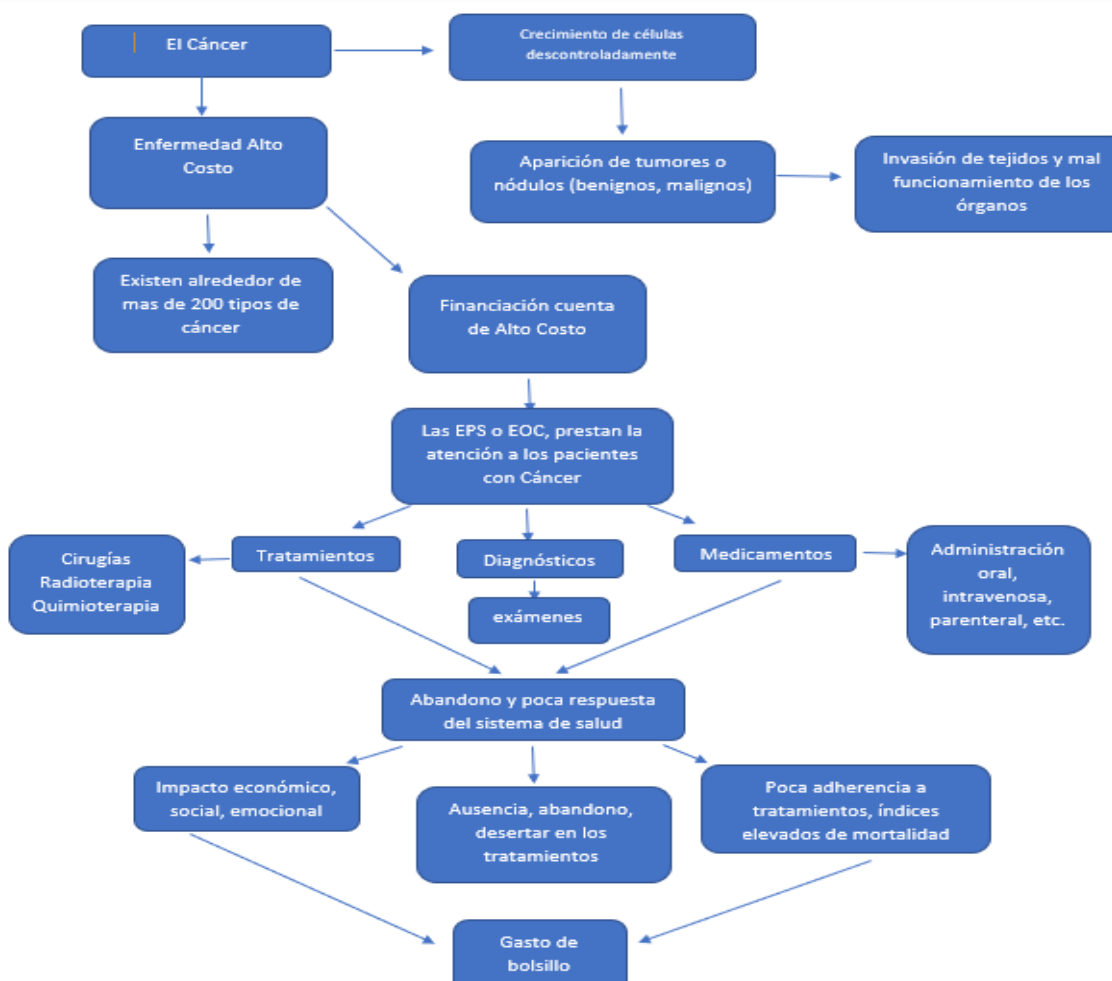 El Cáncer
Crecimiento de células
descontroladamente
Enfermedad Alto
Costo
Aparición de tumores o
nódulos (benignos, malignos)
Invasión de tejidos y mal
funcionamiento de los
órganos
Existen alrededor de
mas de 200 tipos de
cáncer
Financiación cuenta
de Alto Costo
Las EPS o EOC, prestan la
atención a los pacientes
con Cáncer
Cirugías
Radioterapia
Quimioterapia
Tratamientos
Diagnósticos
Medicamentos
Administración
oral,
intravenosa,
parenteral, etc.
exámenes
Abandono y poca respuesta
del sistema de salud
Impacto económico,
social, emocional
Ausencia, abandono,
desertar en los
tratamientos
Poca adherencia a
tratamientos, índices
elevados de mortalidad
Gasto de
bolsillo